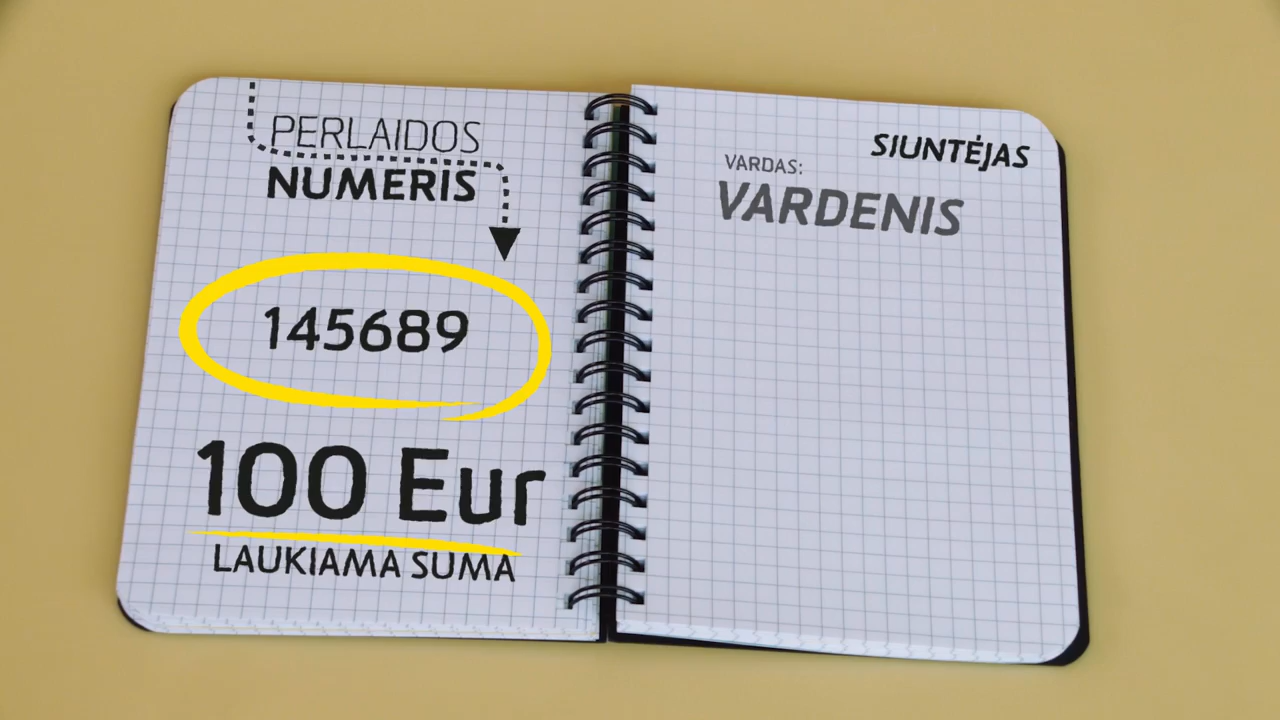 PERLAIDOS
NUMERIS
145689
100 Eur
LAUKIAMA SUMA
SIUNTĖJAS
VARDAS:
VARDENIS